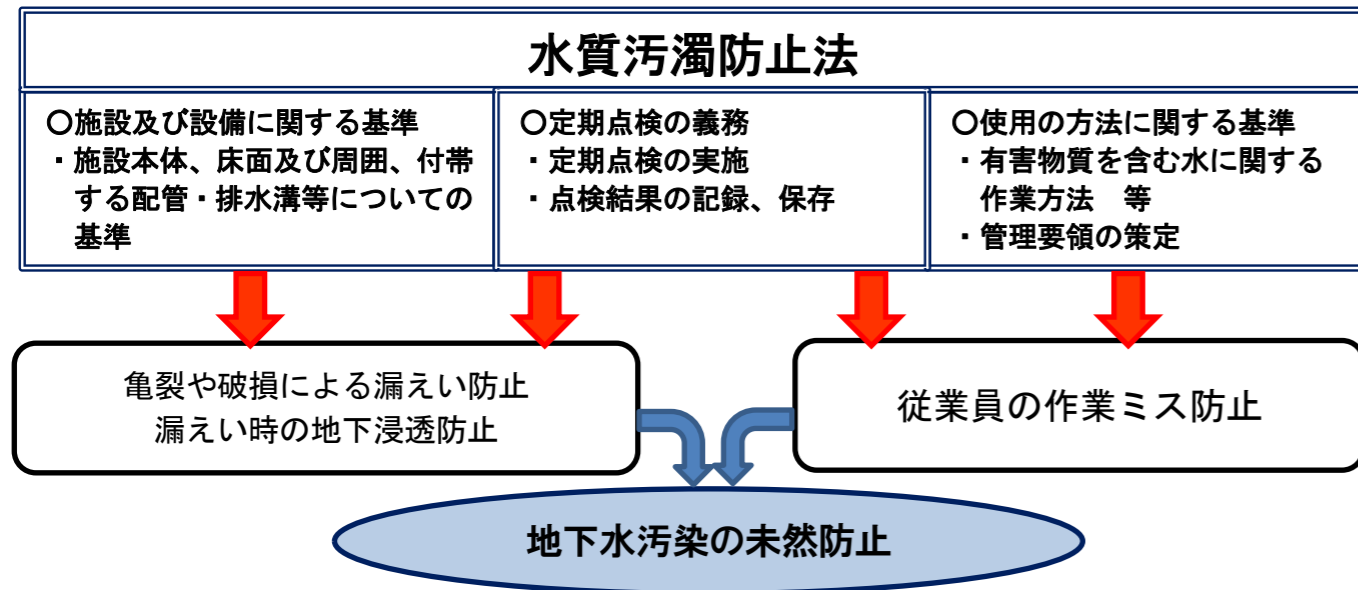 水質汚濁防止法
〇施設及び設備に関する基準
・施設本体、床面及び周囲、付帯
する配管・排水溝等についての
基準
〇定期点検の義務
・定期点検の実施
・点検結果の記録、保存
〇使用の方法に関する基準
・有害物質を含む水に関する
作業方法　等
・管理要領の策定
亀裂や破損による漏えい防止
漏えい時の地下浸透防止
従業員の作業ミス防止
地下水汚染の未然防止